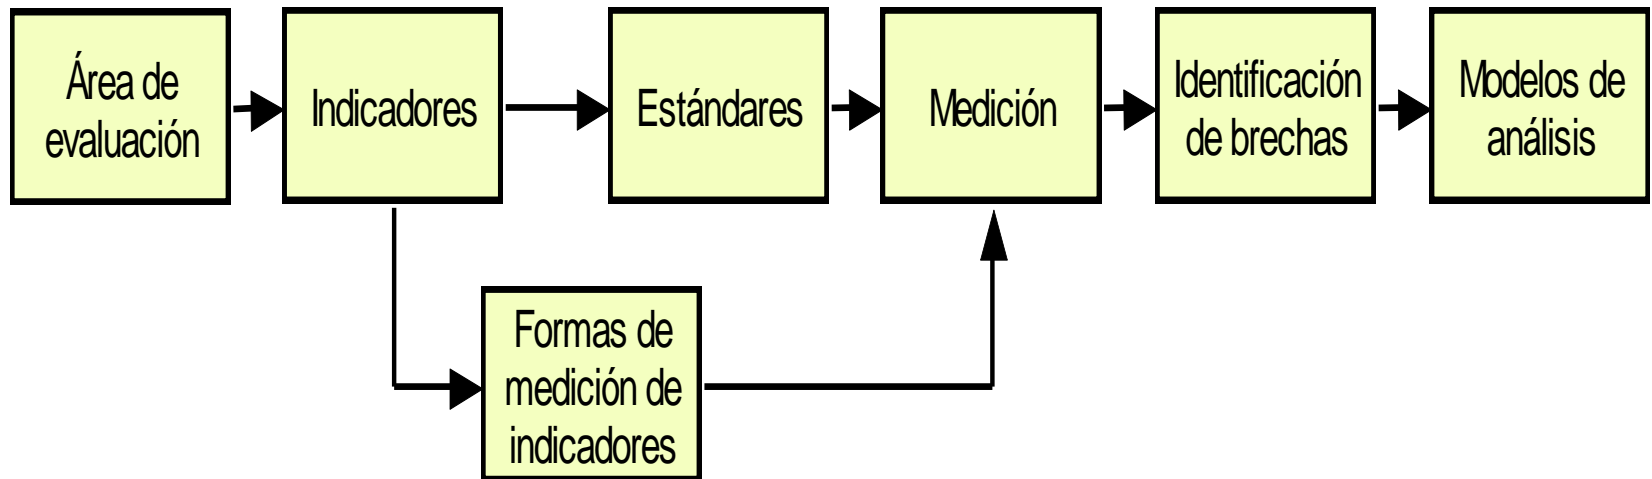 Área de
evaluación
Indicadores
Estándares
Medición
Identificación
de brechas
Modelos de
análisis
Formas de
medición de
indicadores